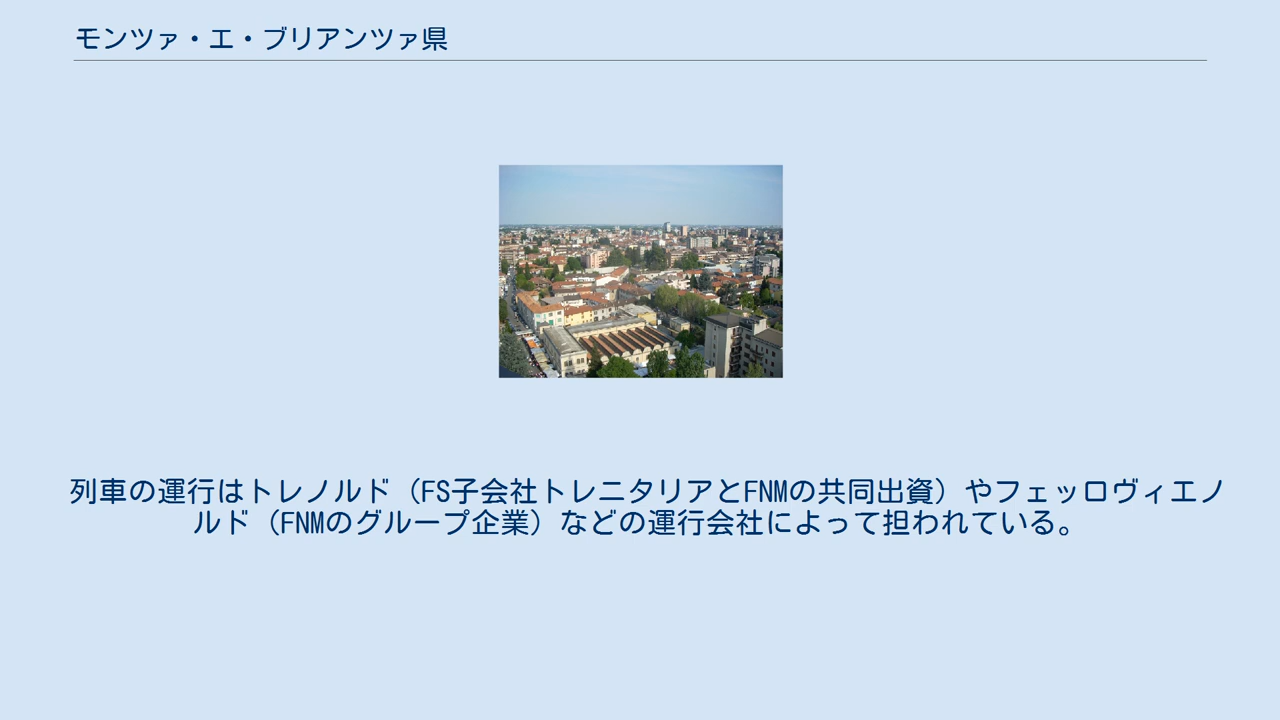 モンツァ・エ・ブリアンツァ県
列車の運行はトレノルド（FS子会社トレニタリアとFNMの共同出資）やフェッロヴィエノ
ルド（FNMのグループ企業）などの運行会社によって担われている。